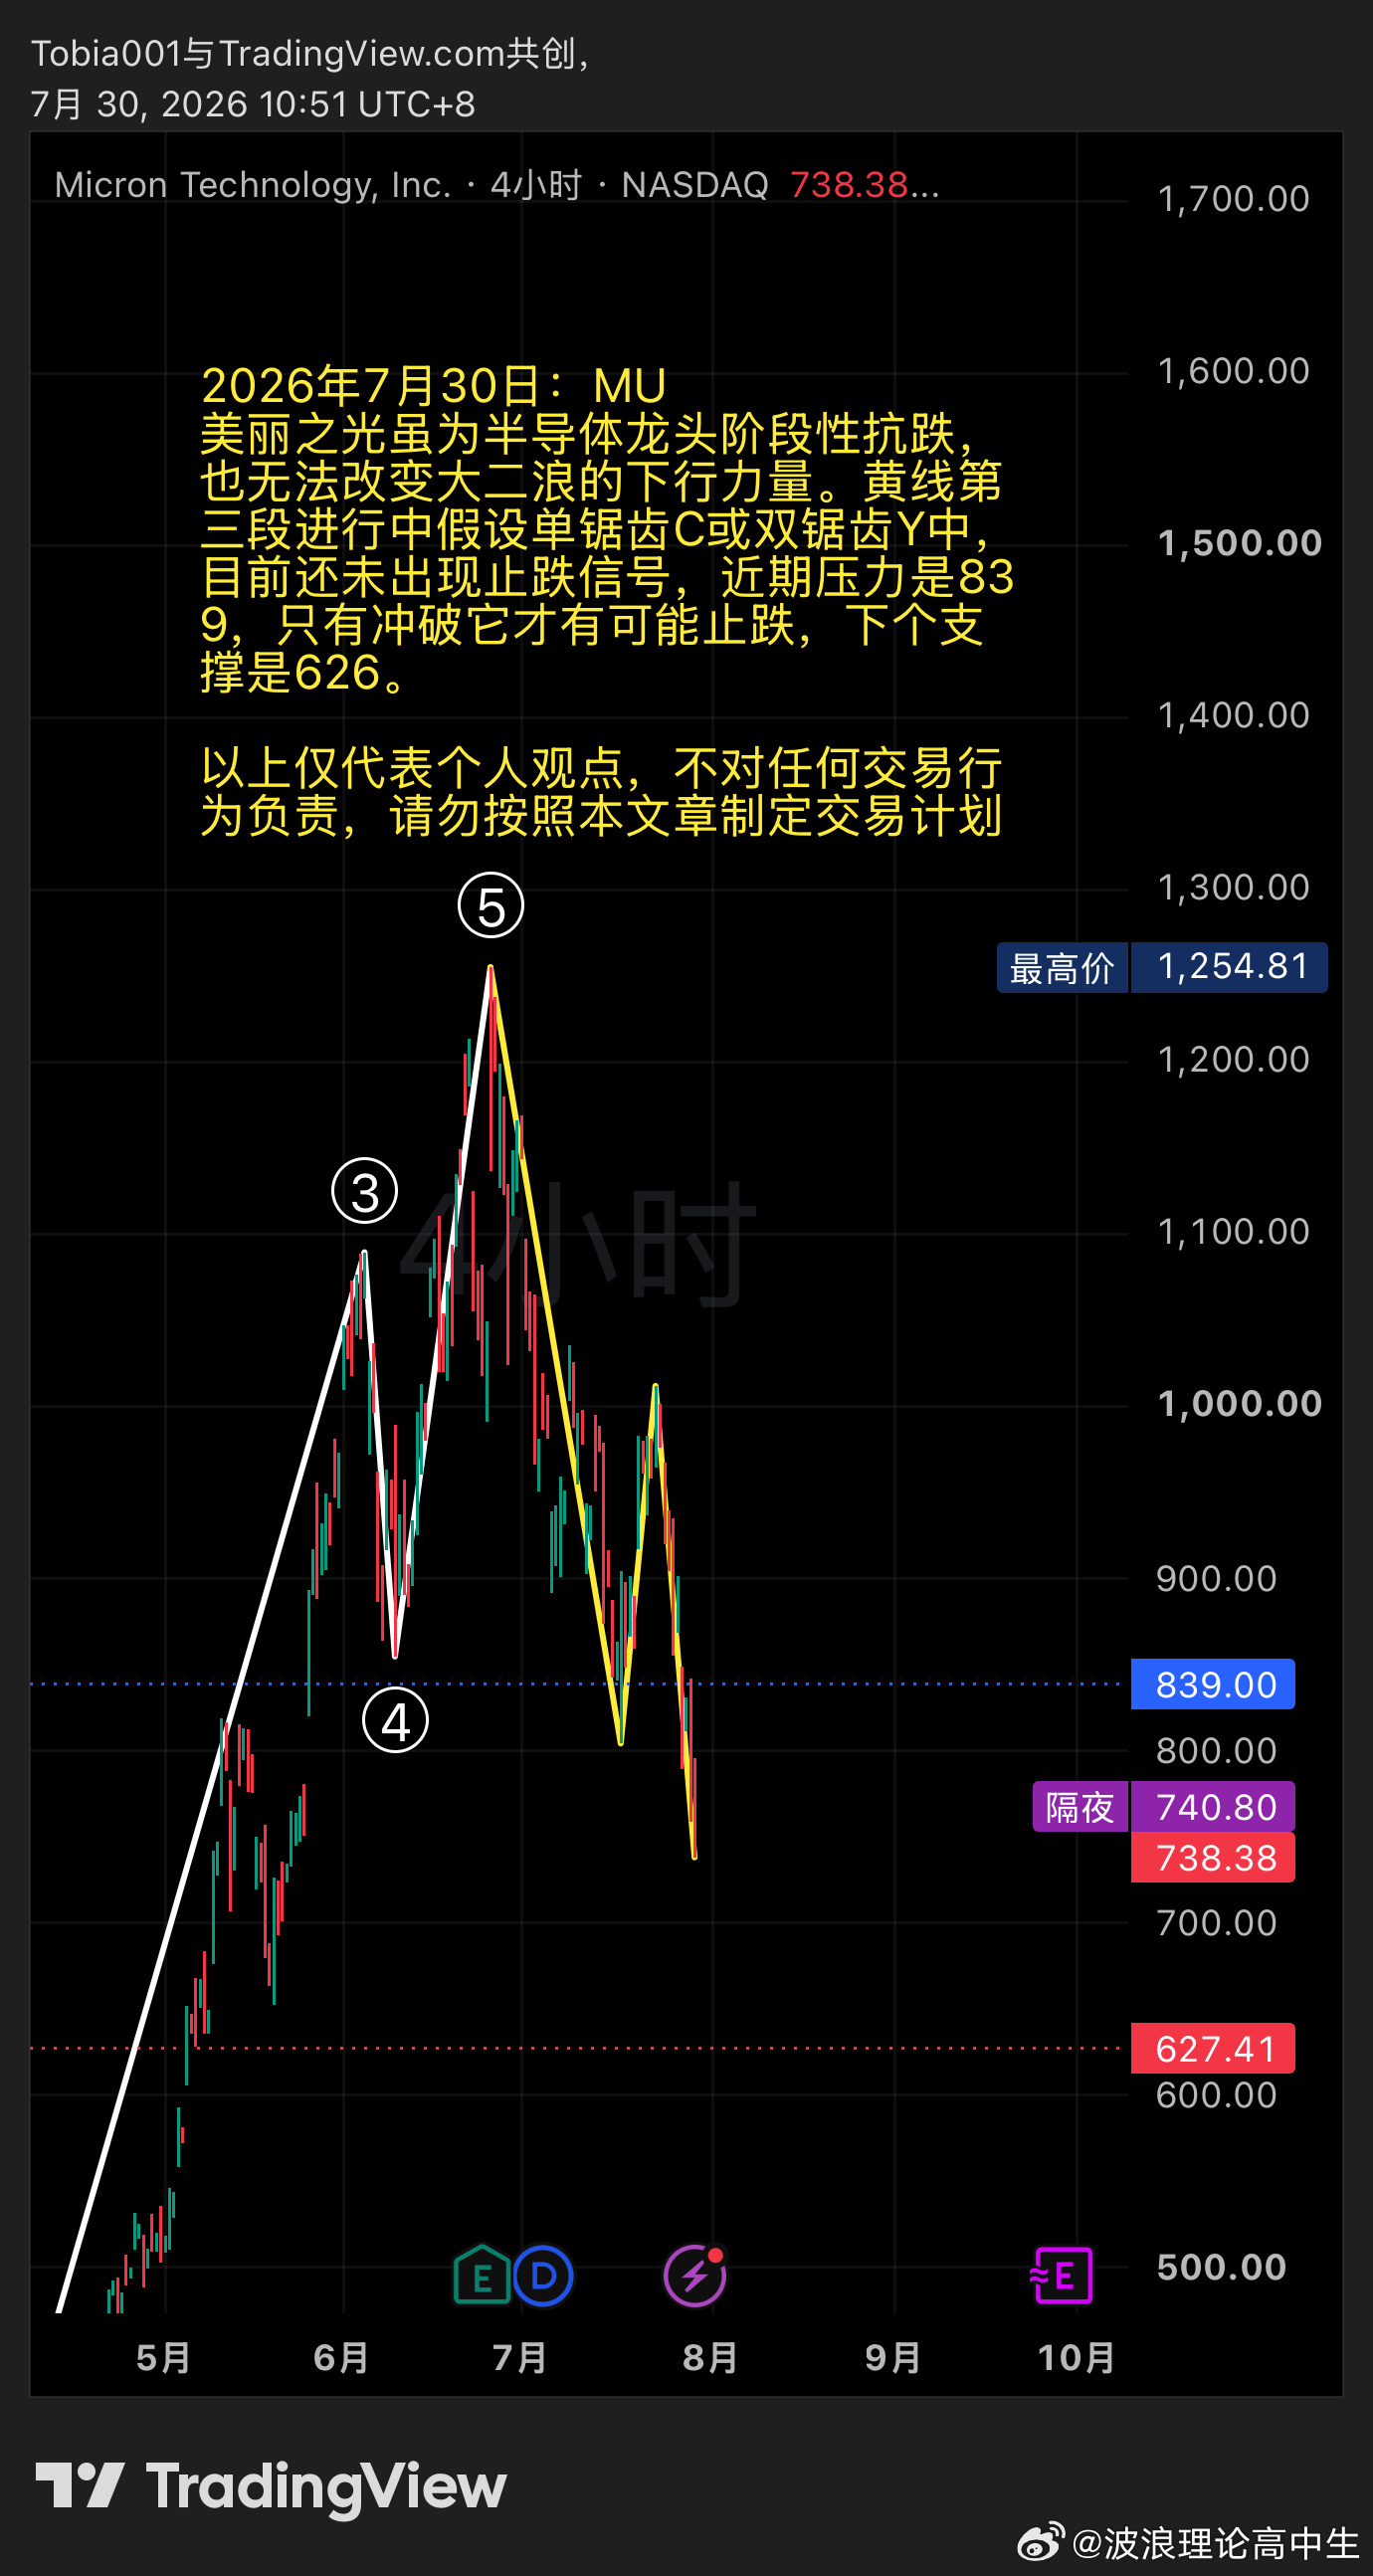 Tobia001与TradingView.com共创，
7月 30, 2026 10:51 UTC+8
Micron Technology, Inc. · 4小时 · NASDAQ 738.38...
1,700.00
1,600.00
2026年7月30日：MU
美丽之光虽为半导体龙头阶段性抗跌，
也无法改变大二浪的下行力量。黄线第
三段进行中假设单锯齿C或双锯齿Y中，
目前还未出现止跌信号，近期压力是83
9，只有冲破它才有可能止跌，下个支
撑是626。
以上仅代表个人观点，不对任何交易行
为负责，请勿按照本文章制定交易计划
1,500.00
1,400.00
1,300.00
⑤
最高价 1,254.81
1,200.00
③
4小时
1,100.00
1,000.00
900.00
839.00
④
800.00
隔夜 740.80
738.38
700.00
627.41
600.00
500.00
E D E
5月 6月 7月 8月 9月 10月
TradingView
@波浪理论高中生